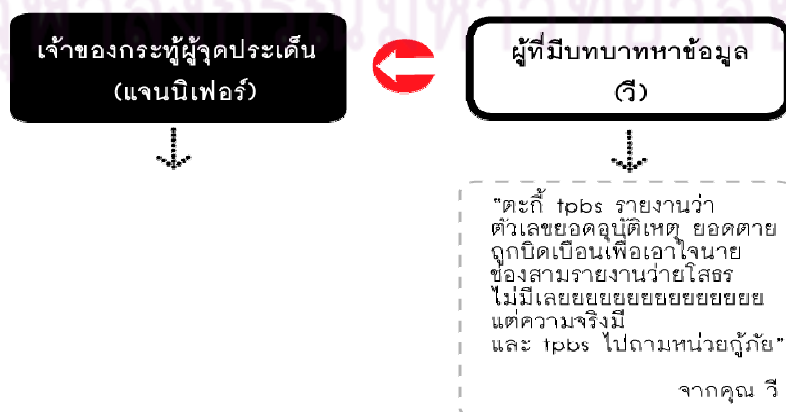 เจ้าของกระทู้ผู้จุดประเด็น
(แจนนิเฟอร์)
ผู้ที่มีบทบาทหาข้อมูล
(วี)
"ตะกี้ tpbs รายงานว่า
ตัวเลขยอดอุบัติเหตุ ยอดตาย
ถูกบิดเบือนเพื่อเอาใจนาย
ช่องสามรายงานว่ายโสธร
ไม่มีเลยยยยยยยยยยยยยยย
แต่ความจริงมี
และ tpbs ไปถามหน่วยกู้ภัย"
จากคุณ วี